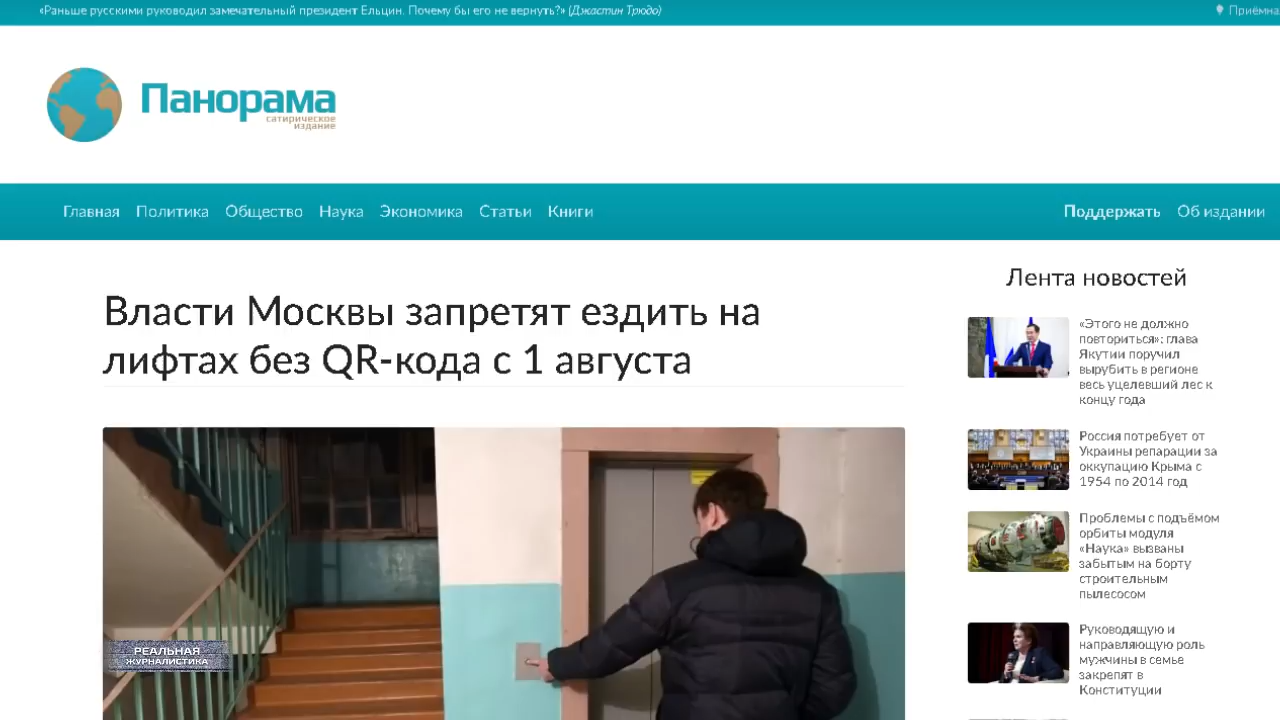 «Раньше русскими руководил замечательный президент Ельцин. Почему бы его не вернуть?» (Джастин Трюдо)
Приёмна
Панорама
сатирическое
издание
Главная Политика Общество Наука Экономика Статьи Книги
Поддержать Об издании
Власти Москвы запретят ездить на
лифтах без QR-кода с 1 августа
РЕАЛЬНАЯ
ЖУРНАЛИСТИКА
Лента новостей
«Этого не должно
повториться»: глава
Якутии поручил
вырубить в регионе
весь уцелевший лес к
концу года
Россия потребует от
Украины репарации за
оккупацию Крыма с
1954 по 2014 год
Проблемы с подъёмом
орбиты модуля
«Наука» вызваны
забытым на борту
строительным
пылесосом
Руководящую и
направляющую роль
мужчины в семье
закрепят в
Конституции